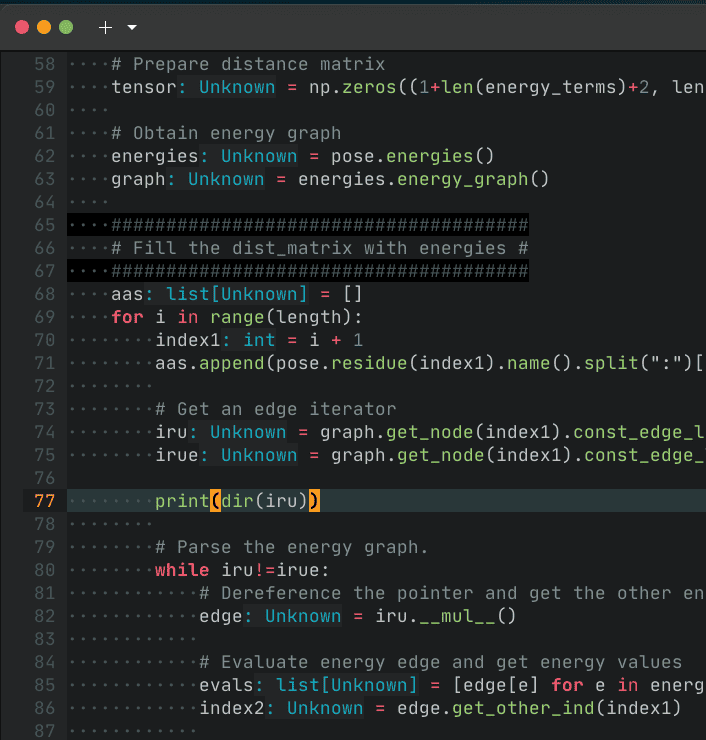 58 # Prepare distance matrix
59 tensor: Unknown = np.zeros((1+len(energy_terms)+2, len
60
61 # Obtain energy graph
62 energies: Unknown = pose.energies()
63 graph: Unknown = energies.energy_graph()
64
65 ######################################
66 # Fill the dist_matrix with energies #
67 ######################################
68 aas: list[Unknown] = []
69 for i in range(length):
70 index1: int = i + 1
71 aas.append(pose.residue(index1).name().split(":")[
72
73 # Get an edge iterator
74 iru: Unknown = graph.get_node(index1).const_edge_l
75 irue: Unknown = graph.get_node(index1).const_edge_
76
77 print(dir(iru))
78
79 # Parse the energy graph.
80 while iru!=irue:
81 # Dereference the pointer and get the other en
82 edge: Unknown = iru.__mul__()
83
84 # Evaluate energy edge and get energy values
85 evals: list[Unknown] = [edge[e] for e in energ
86 index2: Unknown = edge.get_other_ind(index1)
87